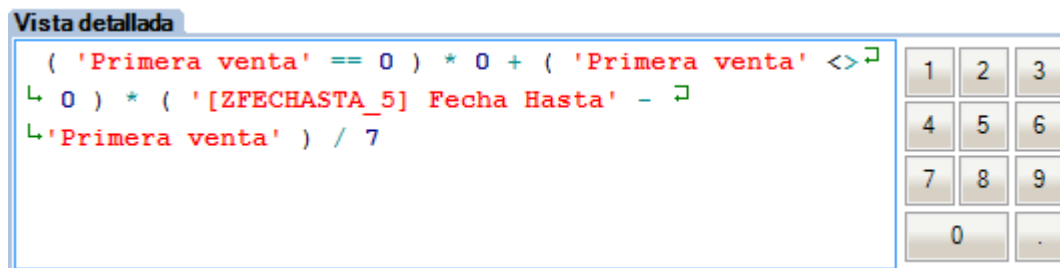 Vista detallada
( 'Primera venta' == 0 ) * 0 + ( 'Primera venta' <>
0 ) * ( '[ZFECHASTA_5] Fecha Hasta' -
'Primera venta' ) / 7
1 2 3
4 5 6
7 8 9
0 .